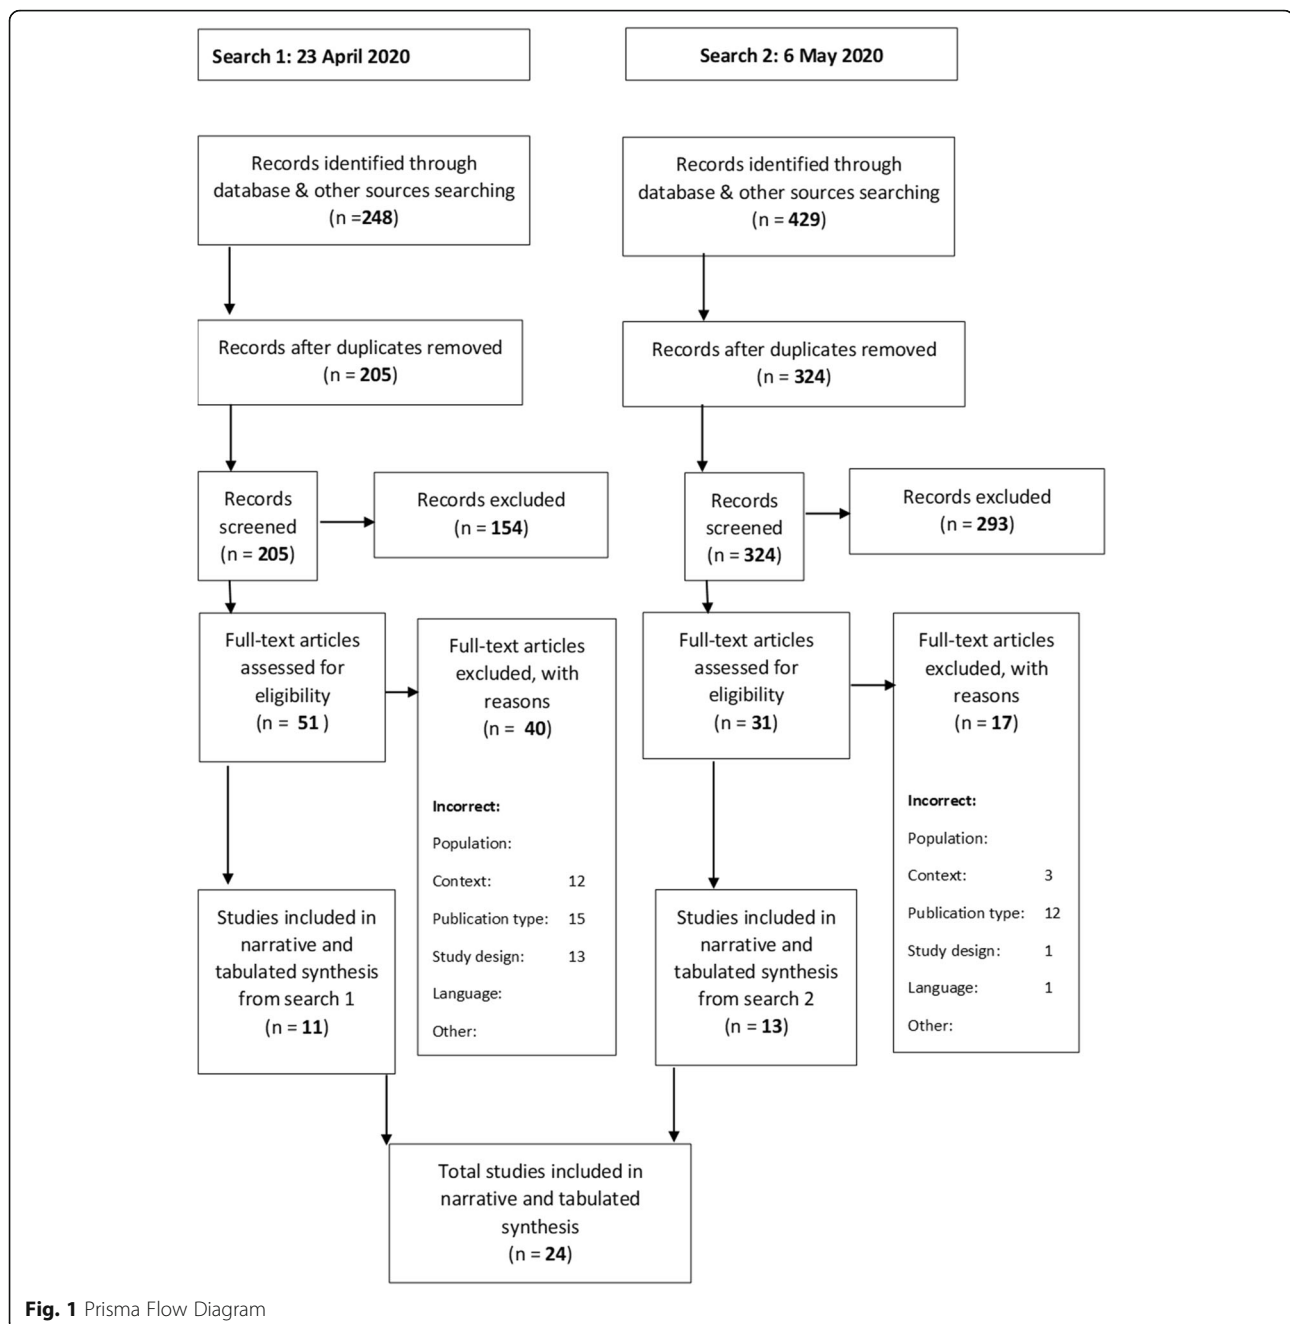 Search 1: 23 April 2020
Search 2: 6 May 2020
Records identified through
database & other sources searching
(n =248)
Records identified through
database & other sources searching
(n = 429)
Records after duplicates removed
(n = 205)
Records after duplicates removed
(n = 324)
Records
screened
(n = 205)
Records excluded
(n = 154)
Records
screened
(n = 324)
Records excluded
(n = 293)
Full-text articles
assessed for
eligibility
(n = 51 )
Full-text articles
excluded, with
reasons
(n = 40)
Incorrect:
Population:
Context: 12
Publication type: 15
Study design: 13
Language:
Other:
Full-text articles
assessed for
eligibility
(n = 31)
Full-text articles
excluded, with
reasons
(n = 17)
Incorrect:
Population:
Context: 3
Publication type: 12
Study design: 1
Language: 1
Other:
Studies included in
narrative and
tabulated synthesis
from search 1
(n = 11)
Studies included in
narrative and
tabulated synthesis
from search 2
(n = 13)
Total studies included in
narrative and tabulated
synthesis
(n = 24)
Fig. 1 Prisma Flow Diagram